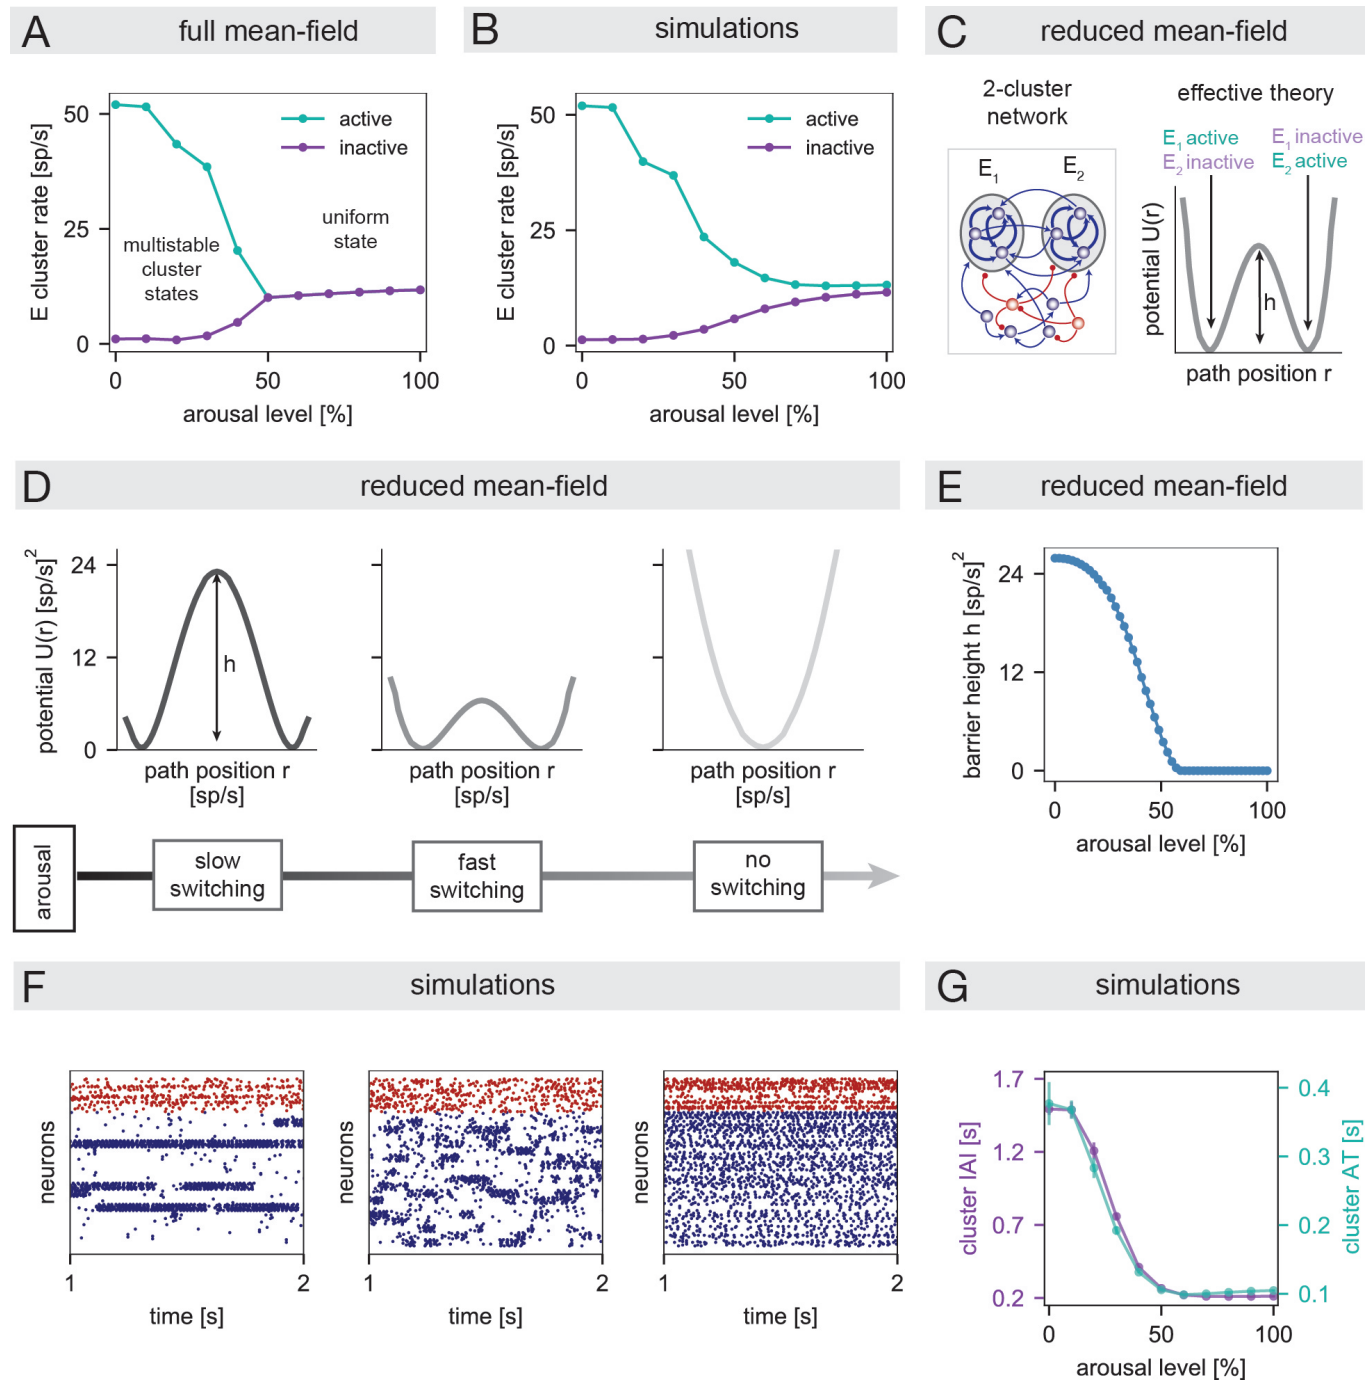 A
full mean-field
E cluster rate [sp/s]
50
25
0
active
inactive
multistable
cluster
states
uniform
state
0
50
100
arousal level [%]
B
simulations
E cluster rate [sp/s]
50
25
0
active
inactive
0
50
100
arousal level [%]
C
reduced mean-field
2-cluster
network
E1
E2
effective theory
E1 active
E2 inactive
E1 inactive
E2 active
potential U(r)
h
path position r
D
reduced mean-field
potential U(r) [sp/s]2
24
12
0
h
path position r
[sp/s]
path position r
[sp/s]
path position r
[sp/s]
arousal
slow
switching
fast
switching
no
switching
E
reduced mean-field
barrier height h [sp/s]2
24
12
0
0
50
100
arousal level [%]
F
simulations
neurons
1
2
time [s]
neurons
1
2
time [s]
neurons
1
2
time [s]
G
simulations
cluster IAI [s]
1.7
1.2
0.7
0.2
0.4
0.3
0.2
0.1
cluster AT [s]
0
50
100
arousal level [%]